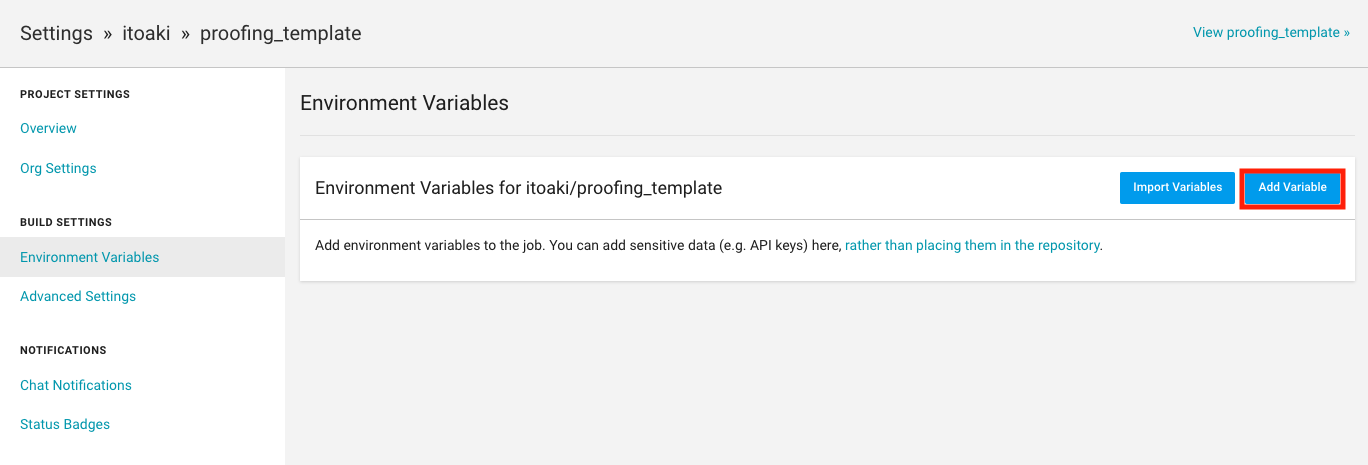 Settings » itoaki » proofing_template
View proofing_template »
PROJECT SETTINGS
Overview
Org Settings
BUILD SETTINGS
Environment Variables
Advanced Settings
NOTIFICATIONS
Chat Notifications
Status Badges
Environment Variables
Environment Variables for itoaki/proofing_template
Import Variables
Add Variable
Add environment variables to the job. You can add sensitive data (e.g. API keys) here, rather than placing them in the repository.